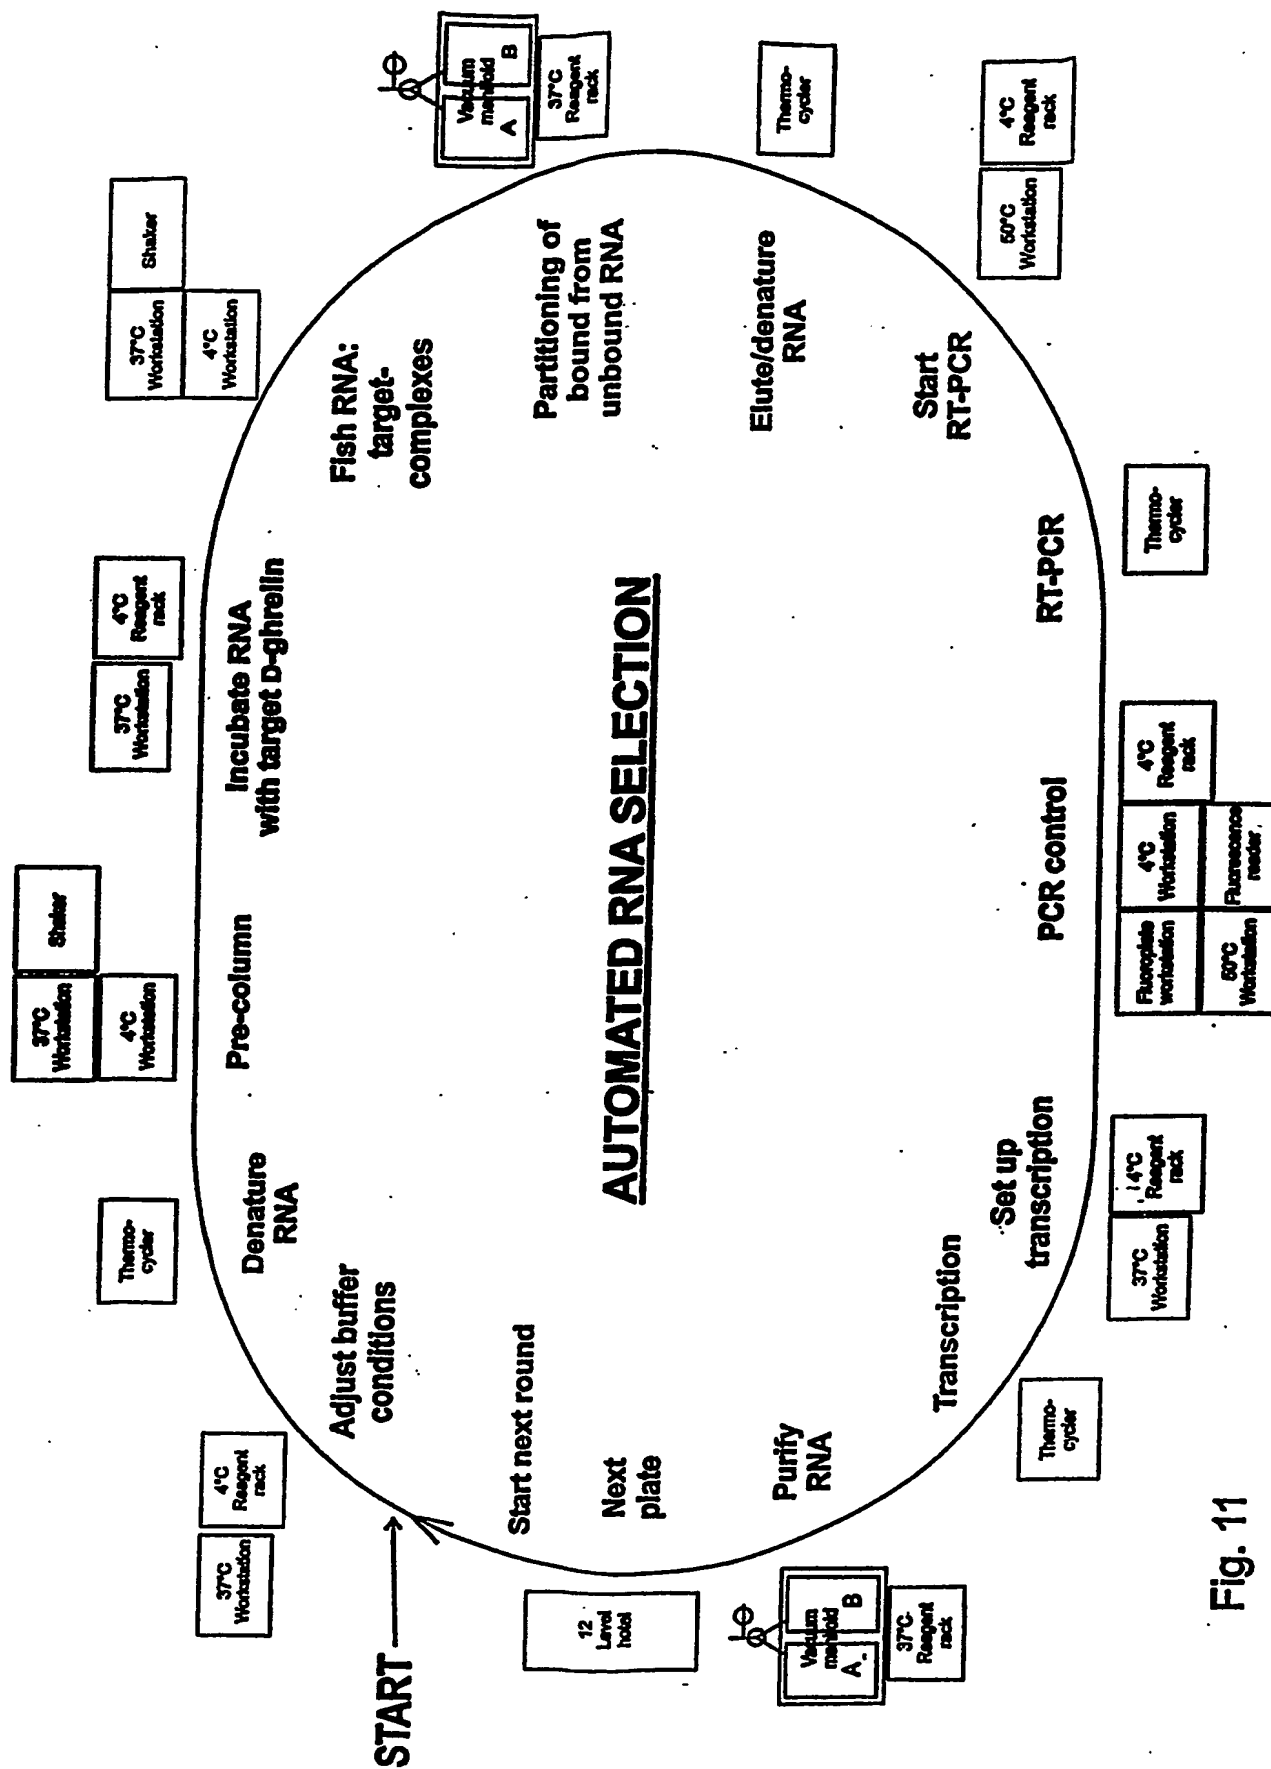 START
37°C
Workstation
4°C
Reagent
rack
Adjust buffer
conditions
Thermo-
cycler
Denature
RNA
37°C
Workstation
Shaker
4°C
Workstation
Pre-column
37°C
Workstation
4°C
Reagent
rack
Incubate RNA
with target D-ghrelin
37°C
Workstation
Shaker
4°C
Workstation
Fish RNA:
target-
complexes
Vacuum
manifold
A
B
37°C
Reagent
rack
Partitioning of
bound from
unbound RNA
Thermo-
cycler
Elute/denature
RNA
50°C
Workstation
4°C
Reagent
rack
Start
RT-PCR
Thermo-
cycler
RT-PCR
PCR control
Fluoroplate
workstation
4°C
Workstation
4°C
Reagent
rack
50°C
Workstation
Fluorescence
reader
Set up
transcription
37°C
Workstation
4°C
Reagent
rack
Transcription
Thermo-
cycler
Purify
RNA
Vacuum
manifold
A
B
37°C
Reagent
rack
Next
plate
12
Level
hotel
Start next round
AUTOMATED RNA SELECTION
Fig. 11